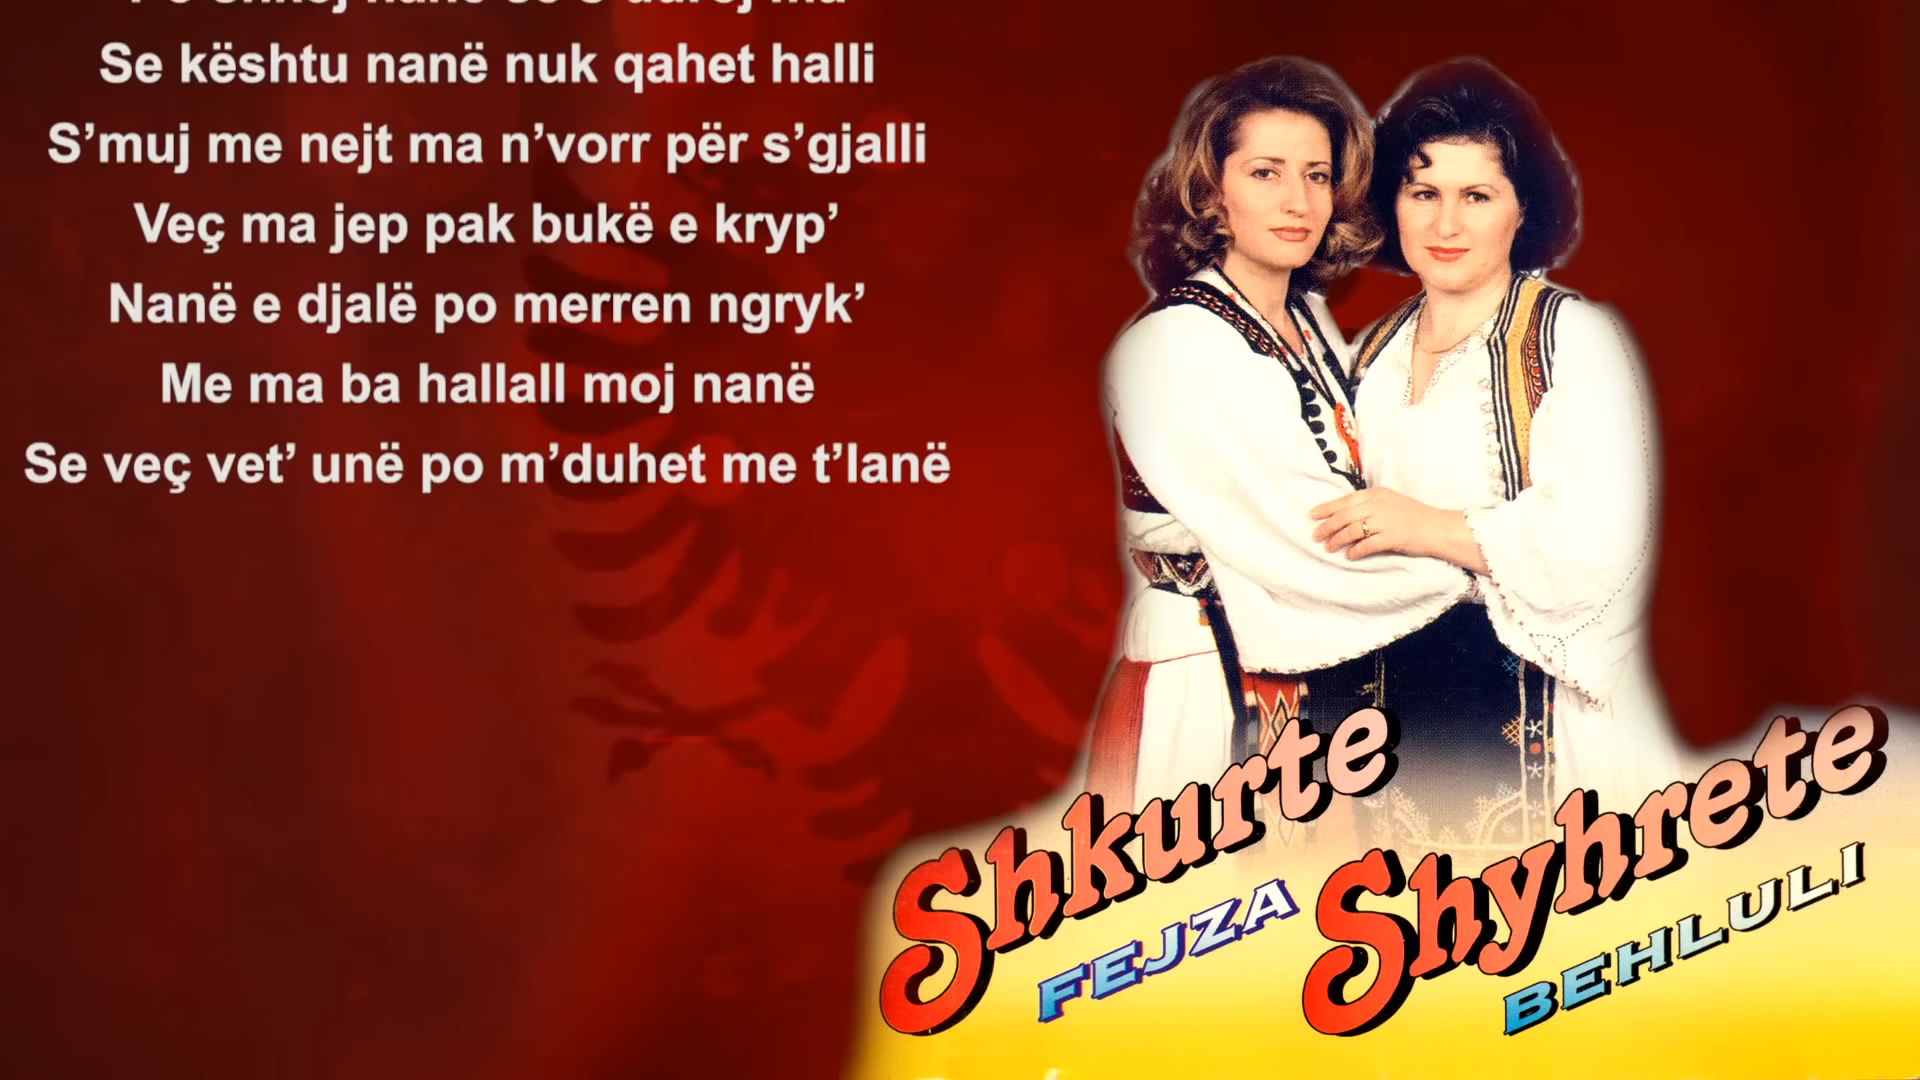 Se kështu nanë nuk qahet halli
S’muj me nejt ma n’vorr për s’gjalli
Veç ma jep pak bukë e kryp’
Nanë e djalë po merren ngryk’
Me ma ba hallall moj nanë
Se veç vet’ unë po m’duhet me t’lanë
Shkurte
FEJZA
Shyhrete
BEHLULI